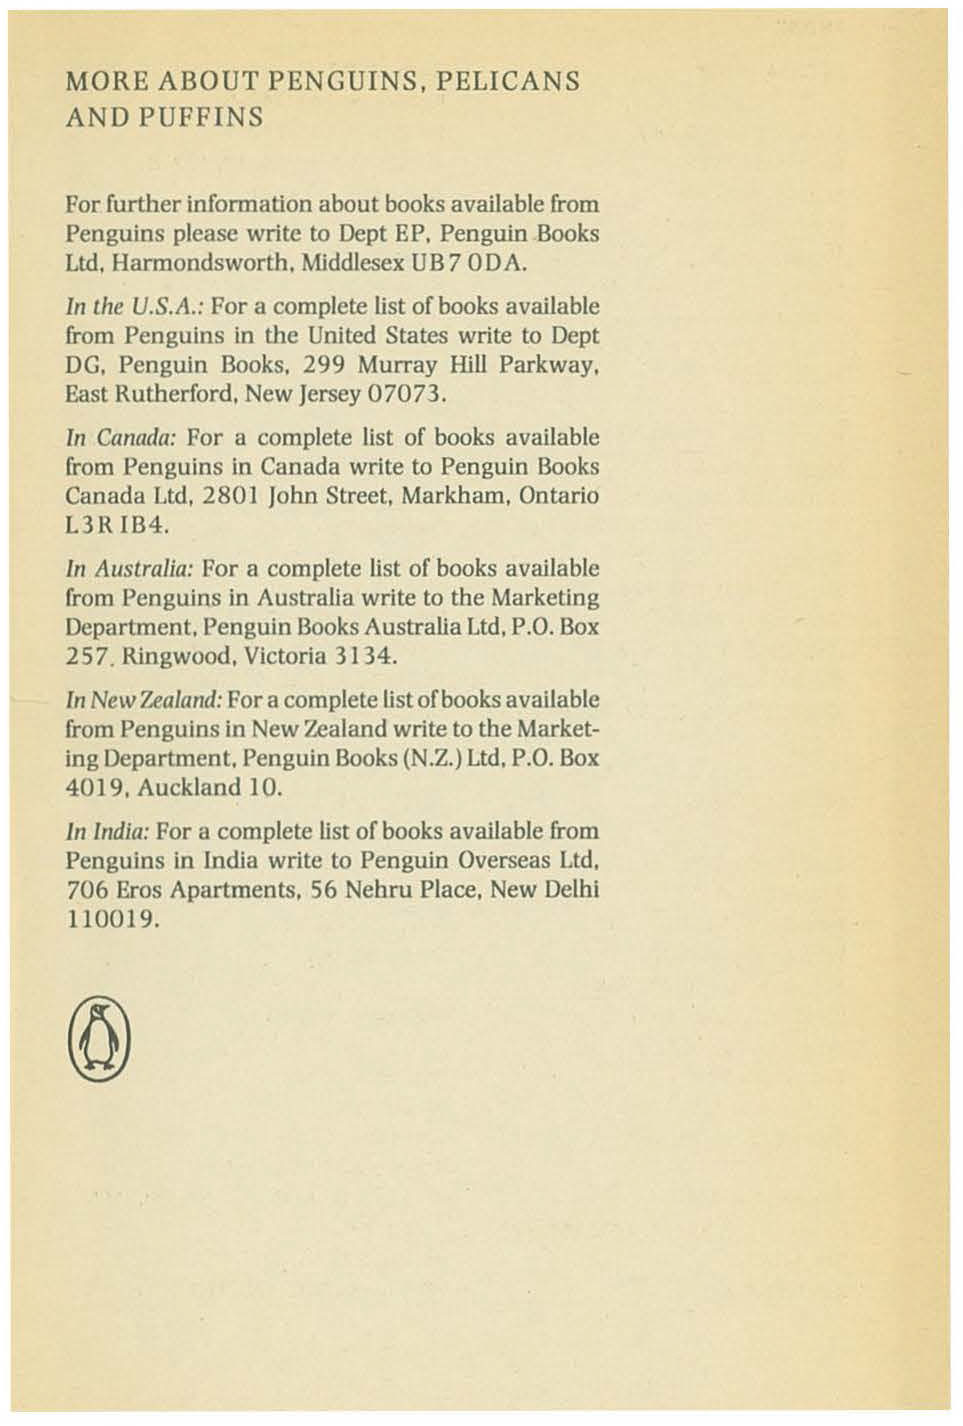 MORE ABOUT PENGUINS, PELICANS
AND PUFFINS
For further information about books available from
Penguins please write to Dept EP, Penguin Books
Ltd, Harmondsworth, Middlesex UB7 0DA.
In the U.S.A.: For a complete list of books available
from Penguins in the United States write to Dept
DG, Penguin Books, 299 Murray Hill Parkway,
East Rutherford, New Jersey 07073.
In Canada: For a complete list of books available
from Penguins in Canada write to Penguin Books
Canada Ltd, 2801 John Street, Markham, Ontario
L3R IB4.
In Australia: For a complete list of books available
from Penguins in Australia write to the Marketing
Department, Penguin Books Australia Ltd, P.O. Box
257, Ringwood, Victoria 3134.
In New Zealand: For a complete list of books available
from Penguins in New Zealand write to the Market-
ing Department, Penguin Books (N.Z.) Ltd, P.O. Box
4019, Auckland 10.
In India: For a complete list of books available from
Penguins in India write to Penguin Overseas Ltd,
706 Eros Apartments, 56 Nehru Place, New Delhi
110019.